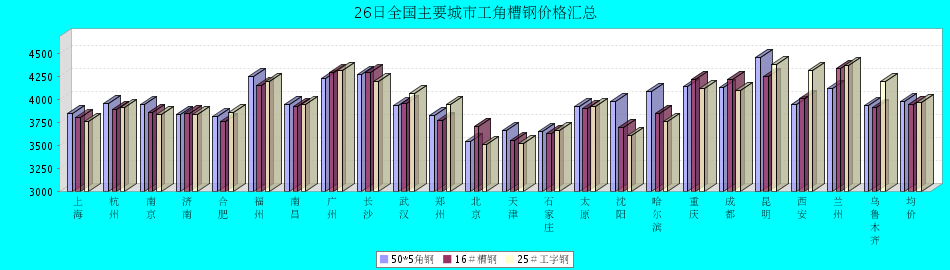 26日全国主要城市工角槽钢价格汇总
4500
4250
4000
3750
3500
3250
3000
上海
杭州
南京
济南
合肥
福州
南昌
广州
长沙
武汉
郑州
北京
天津
石家庄
太原
沈阳
哈尔滨
重庆
成都
昆明
西安
兰州
乌鲁木齐
均价
50*5角钢 16#槽钢 25#工字钢